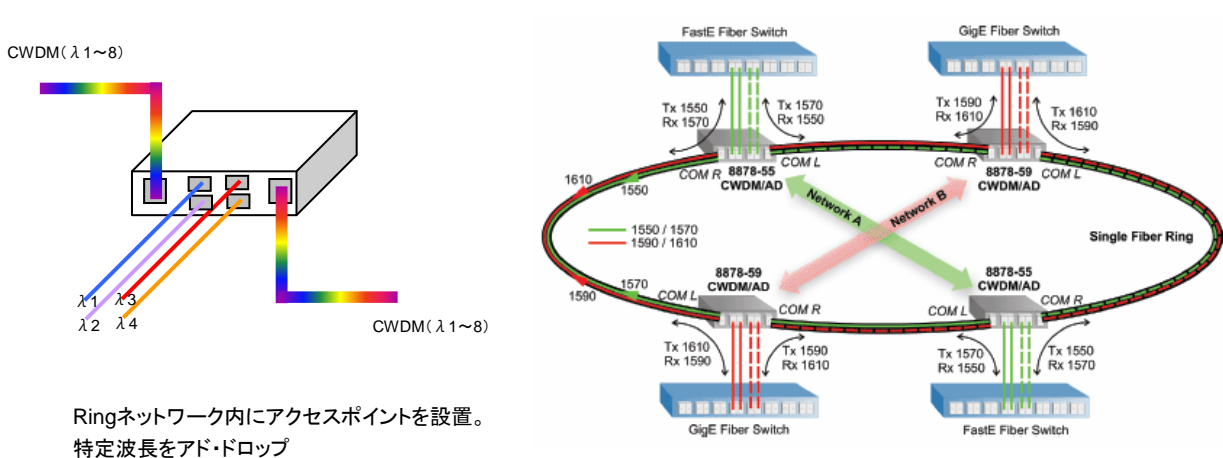 CWDM(λ1～8)
λ1 λ3
λ2 λ4
CWDM(λ1～8)
Ringネットワーク内にアクセスポイントを設置。
特定波長をアド・ドロップ
FastE Fiber Switch
GigE Fiber Switch
Tx 1550
Rx 1570
Tx 1570
Rx 1550
Tx 1590
Rx 1610
Tx 1610
Rx 1590
COM R
8878-55
CWDM/AD
COM L
COM R
8878-59
CWDM/AD
COM L
1610
1550
Network A
Network B
1550 / 1570
1590 / 1610
Single Fiber Ring
1570
1590
COM L
8878-59
CWDM/AD
COM R
COM L
8878-55
CWDM/AD
COM R
Tx 1610
Rx 1590
Tx 1590
Rx 1610
Tx 1570
Rx 1550
Tx 1550
Rx 1570
GigE Fiber Switch
FastE Fiber Switch